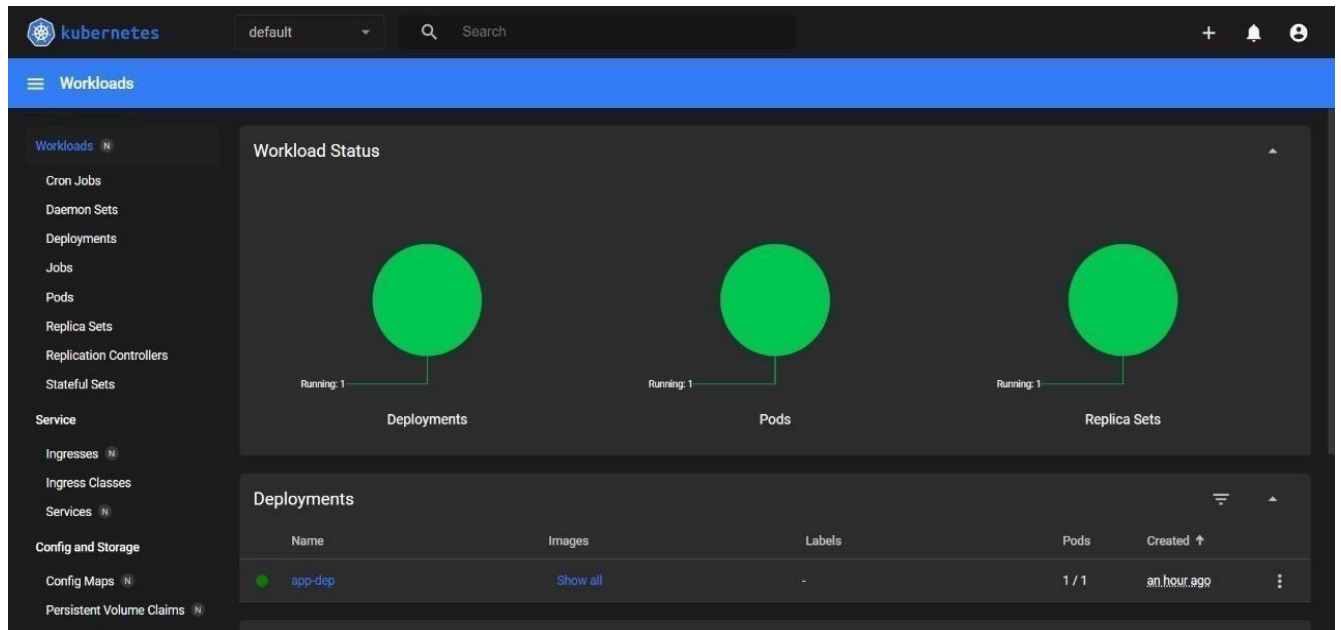 kubernetes default Search
Workloads
Workloads N
Cron Jobs
Daemon Sets
Deployments
Jobs
Pods
Replica Sets
Replication Controllers
Stateful Sets
Service
Ingresses N
Ingress Classes
Services N
Config and Storage
Config Maps N
Persistent Volume Claims N
Workload Status
Running: 1
Deployments
Running: 1
Pods
Running: 1
Replica Sets
Deployments
Name Images Labels Pods Created
app-dep Show all - 1 / 1 an hour ago